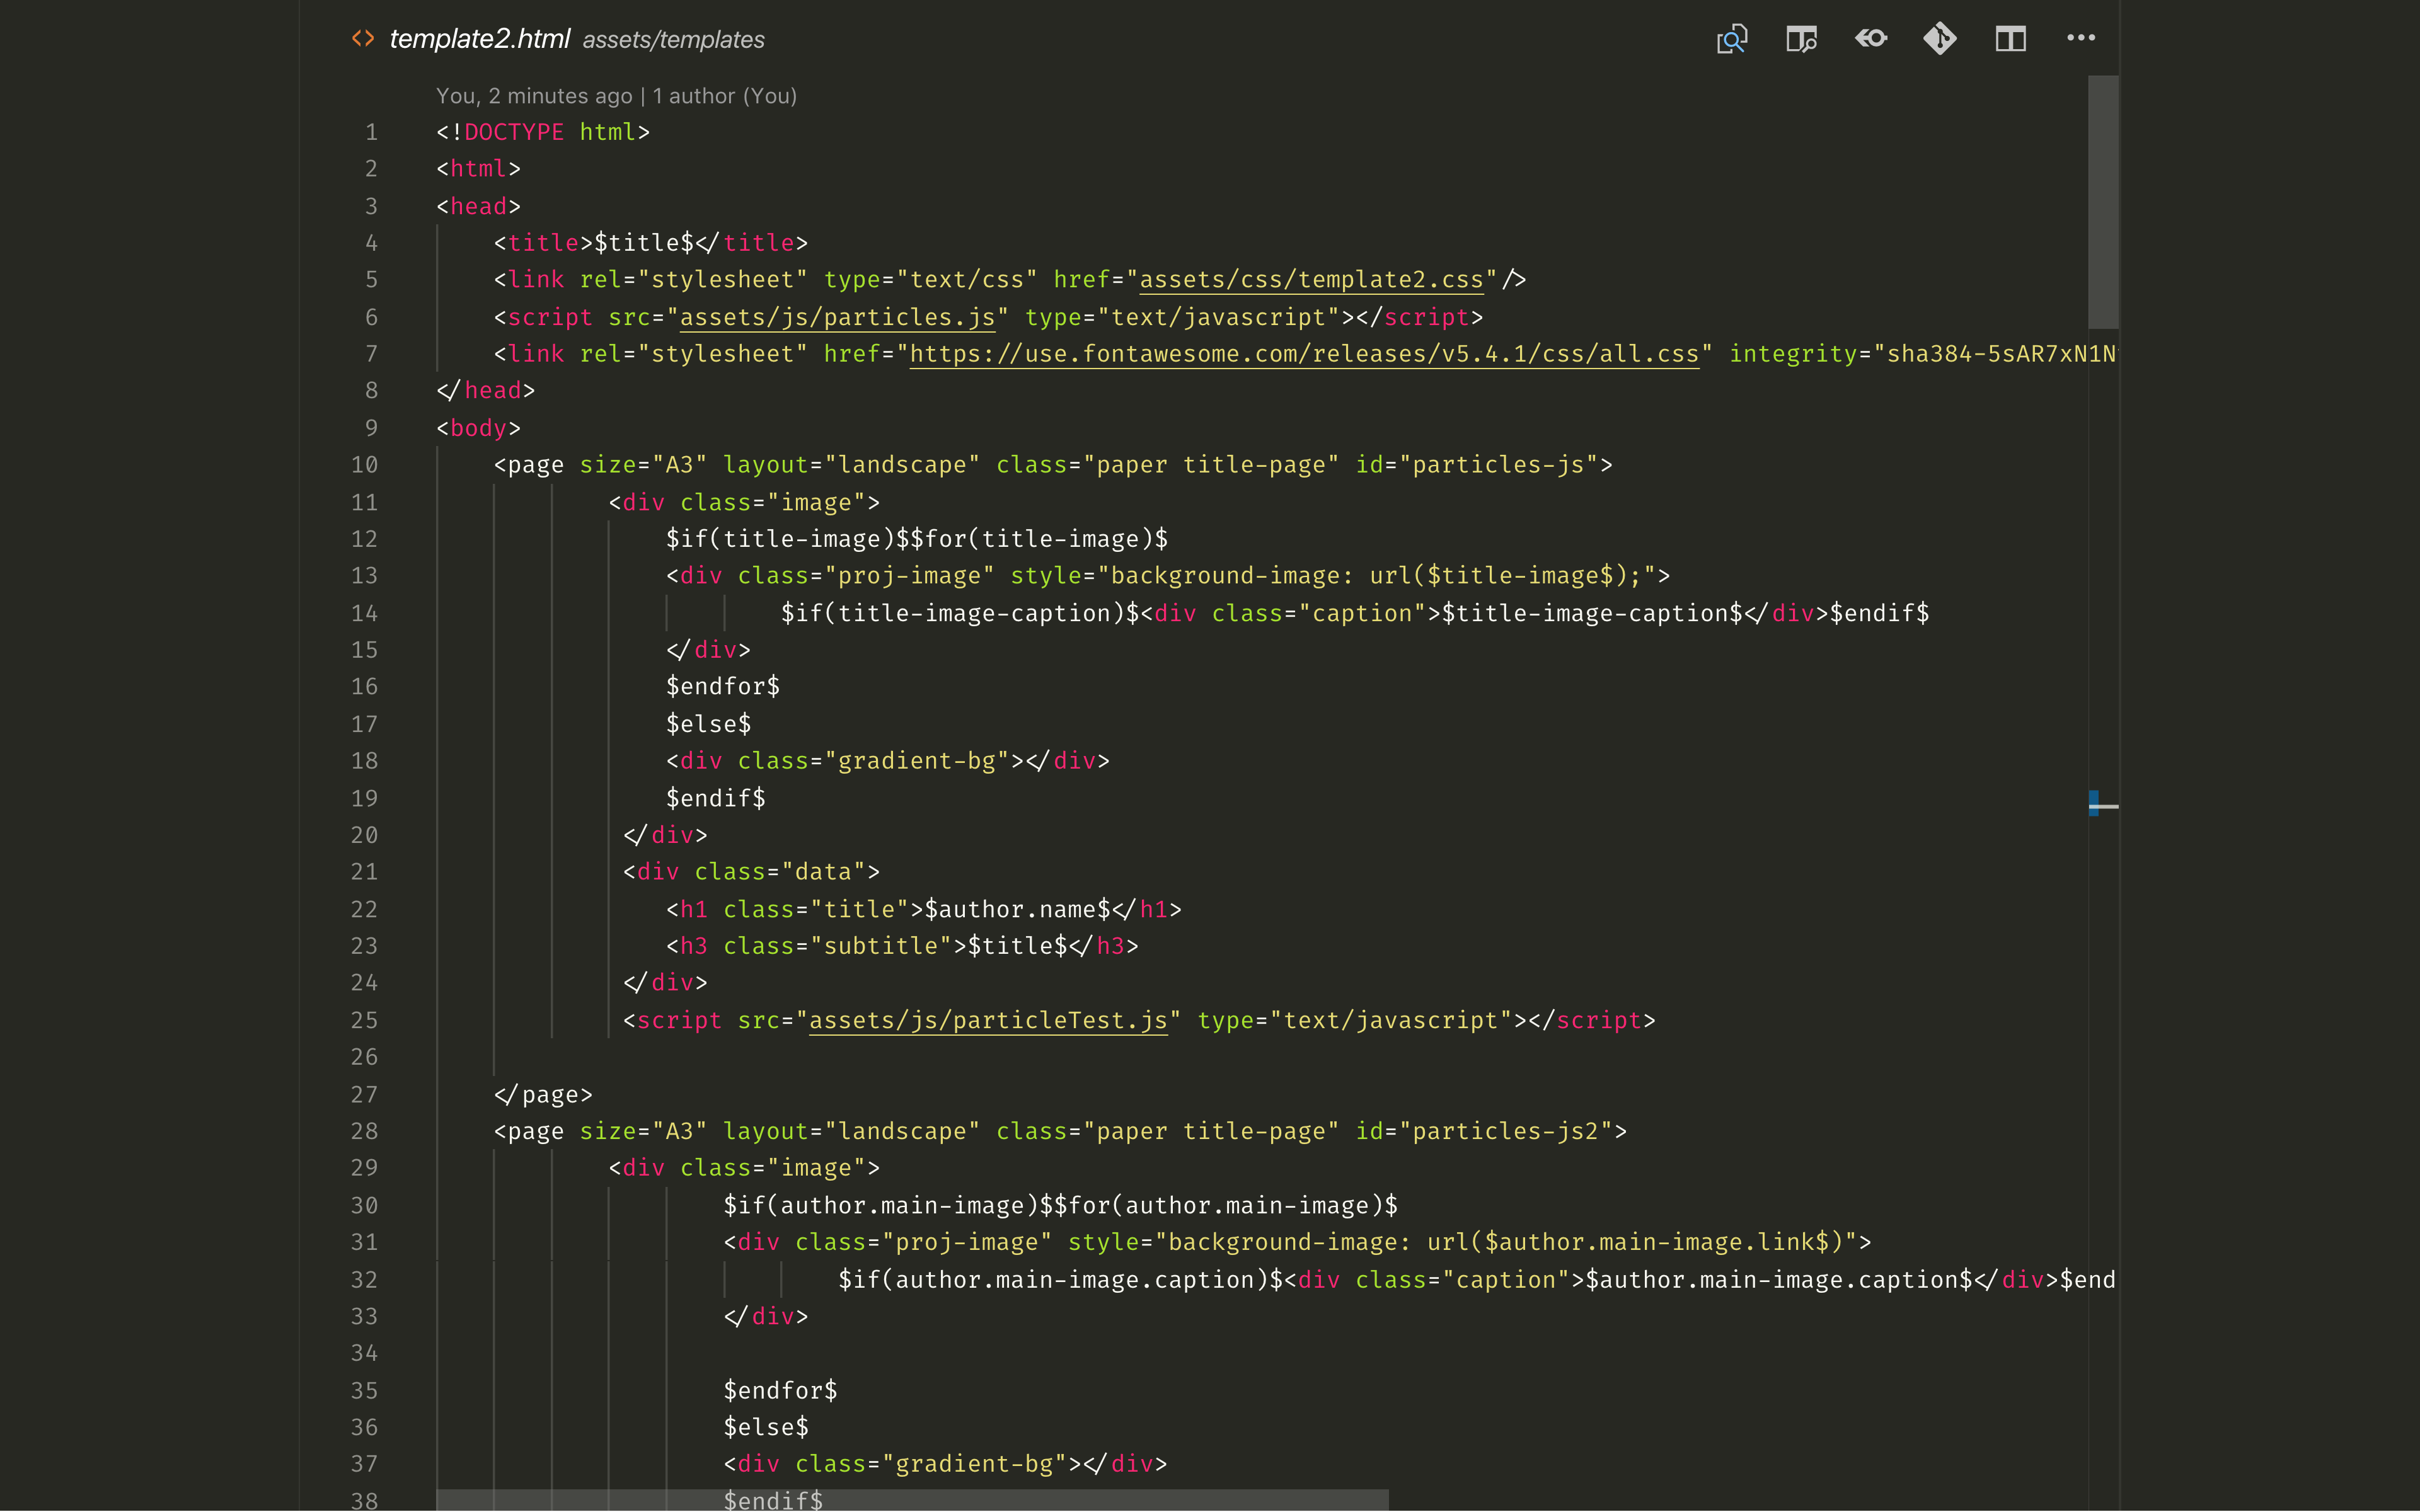 <> template2.html assets/templates
You, 2 minutes ago | 1 author (You)
1 <!DOCTYPE html>
2 <html>
3 <head>
4 <title>$title$</title>
5 <link rel="stylesheet" type="text/css" href="assets/css/template2.css"/>
6 <script src="assets/js/particles.js" type="text/javascript"></script>
7 <link rel="stylesheet" href="https://use.fontawesome.com/releases/v5.4.1/css/all.css" integrity="sha384-5sAR7xN1N
8 </head>
9 <body>
10 <page size="A3" layout="landscape" class="paper title-page" id="particles-js">
11 <div class="image">
12 $if(title-image)$$for(title-image)$
13 <div class="proj-image" style="background-image: url($title-image$);">
14 $if(title-image-caption)$<div class="caption">$title-image-caption$</div>$endif$
15 </div>
16 $endfor$
17 $else$
18 <div class="gradient-bg"></div>
19 $endif$
20 </div>
21 <div class="data">
22 <h1 class="title">$author.name$</h1>
23 <h3 class="subtitle">$title$</h3>
24 </div>
25 <script src="assets/js/particleTest.js" type="text/javascript"></script>
26
27 </page>
28 <page size="A3" layout="landscape" class="paper title-page" id="particles-js2">
29 <div class="image">
30 $if(author.main-image)$$for(author.main-image)$
31 <div class="proj-image" style="background-image: url($author.main-image.link$)">
32 $if(author.main-image.caption)$<div class="caption">$author.main-image.caption$</div>$end
33 </div>
34
35 $endfor$
36 $else$
37 <div class="gradient-bg"></div>
38 $endif$